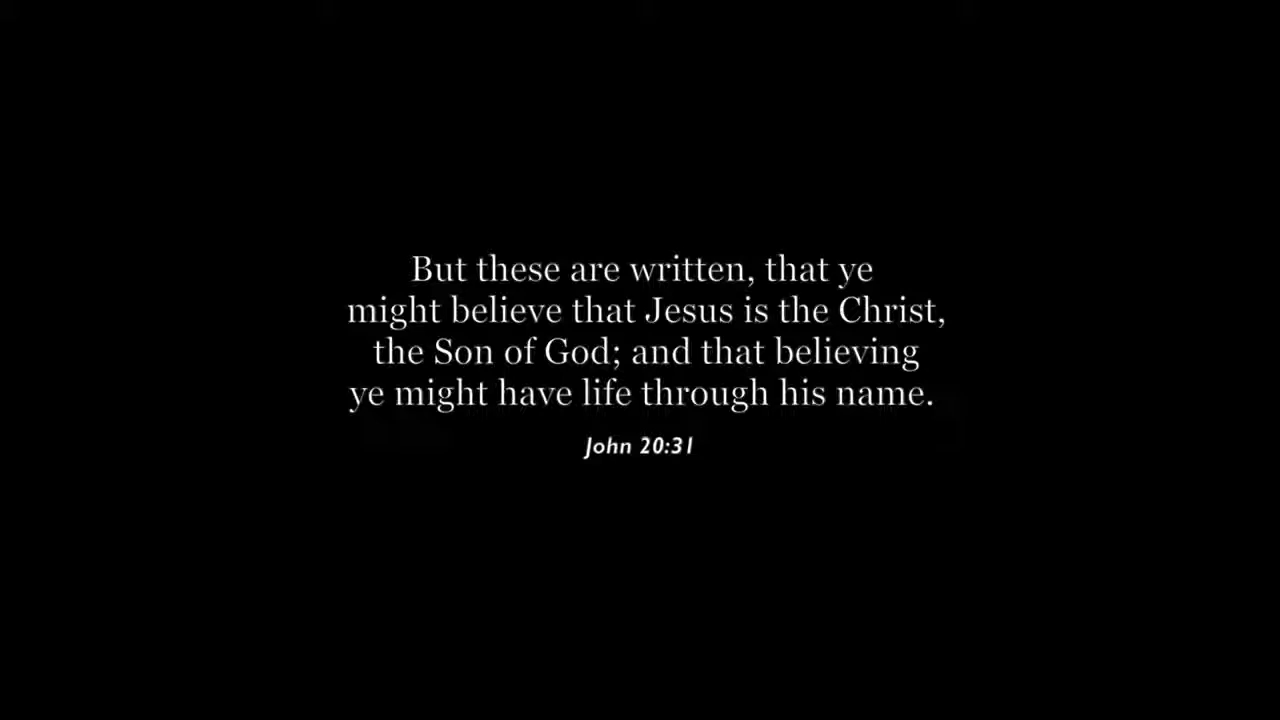 But these are written, that ye
might believe that Jesus is the Christ,
the Son of God; and that believing
ye might have life through his name.
John 20:31